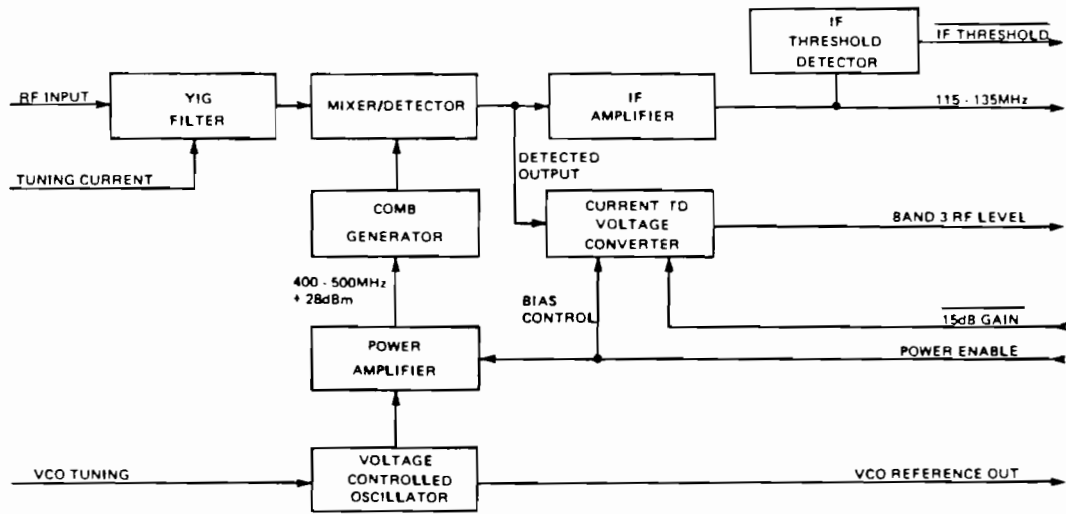 IF
THRESHOLD
DETECTOR
IF THRESHOLD
RF INPUT
YIG
FILTER
MIXER/DETECTOR
IF
AMPLIFIER
115 - 135MHz
TUNING CURRENT
DETECTED
OUTPUT
COMB
GENERATOR
CURRENT TO
VOLTAGE
CONVERTER
BAND 3 RF LEVEL
400 - 500MHz
+ 28dBm
BIAS
CONTROL
15dB GAIN
POWER
AMPLIFIER
POWER ENABLE
VCO TUNING
VOLTAGE
CONTROLLED
OSCILLATOR
VCO REFERENCE OUT